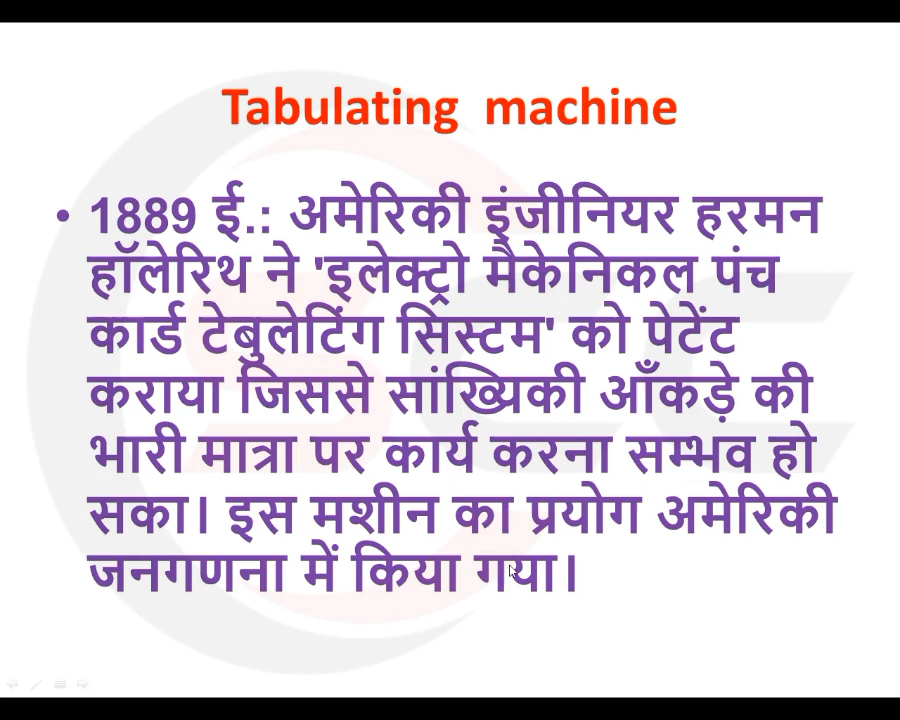 Tabulating machine
• 1889 ई.: अमेरिकी इंजीनियर हरमन
हॉलेरिथ ने 'इलेक्ट्रो मैकेनिकल पंच
कार्ड टेबुलेटिंग सिस्टम' को पेटेंट
कराया जिससे सांख्यिकी आँकड़े की
भारी मात्रा पर कार्य करना सम्भव हो
सका। इस मशीन का प्रयोग अमेरिकी
जनगणना में किया गया।